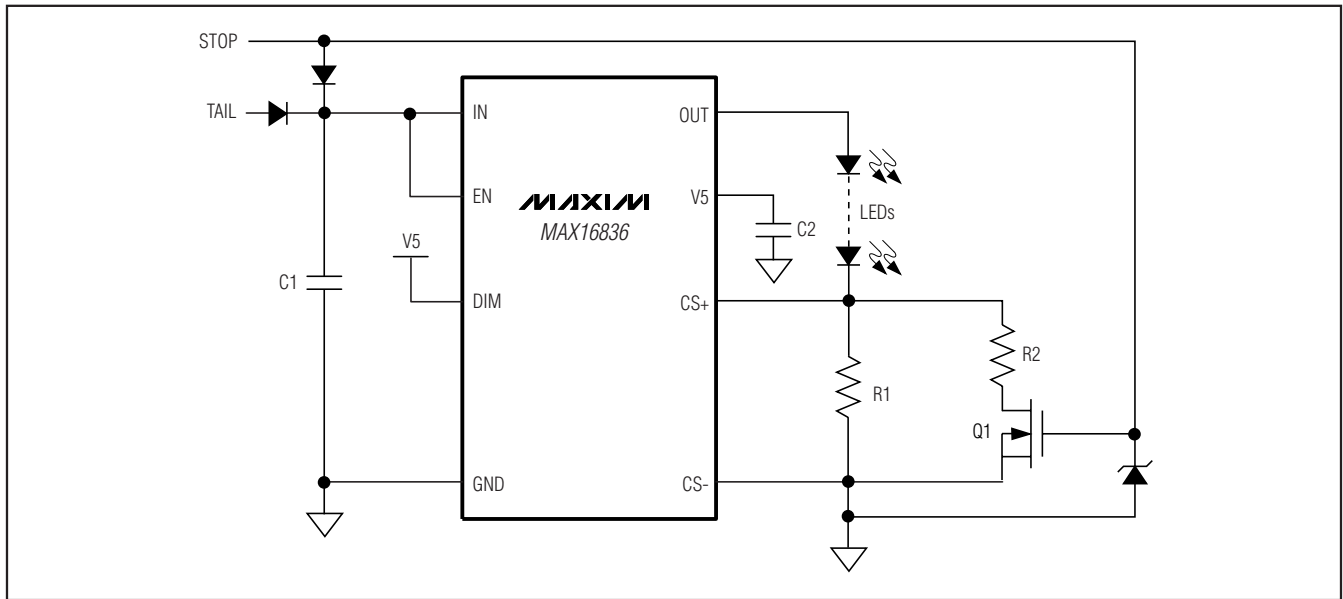 STOP
TAIL
IN
OUT
EN
V5
MAXIM
MAX16836
LEDs
C2
V5
C1
DIM
CS+
R2
R1
Q1
GND
CS-